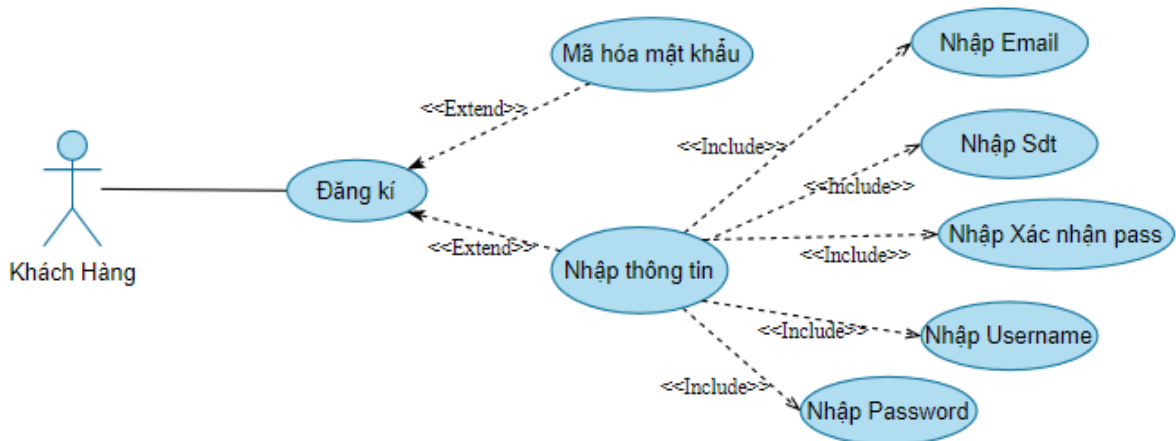 Nhập Email
Mã hóa mật khẩu
<<Extend>>
<<Include>>
Nhập Sdt
<<Include>>
Đăng kí
Nhập Xác nhận pass
<<Extend>>
<<Include>>
Khách Hàng
Nhập thông tin
<<Include>>
Nhập Username
<<Include>>
Nhập Password